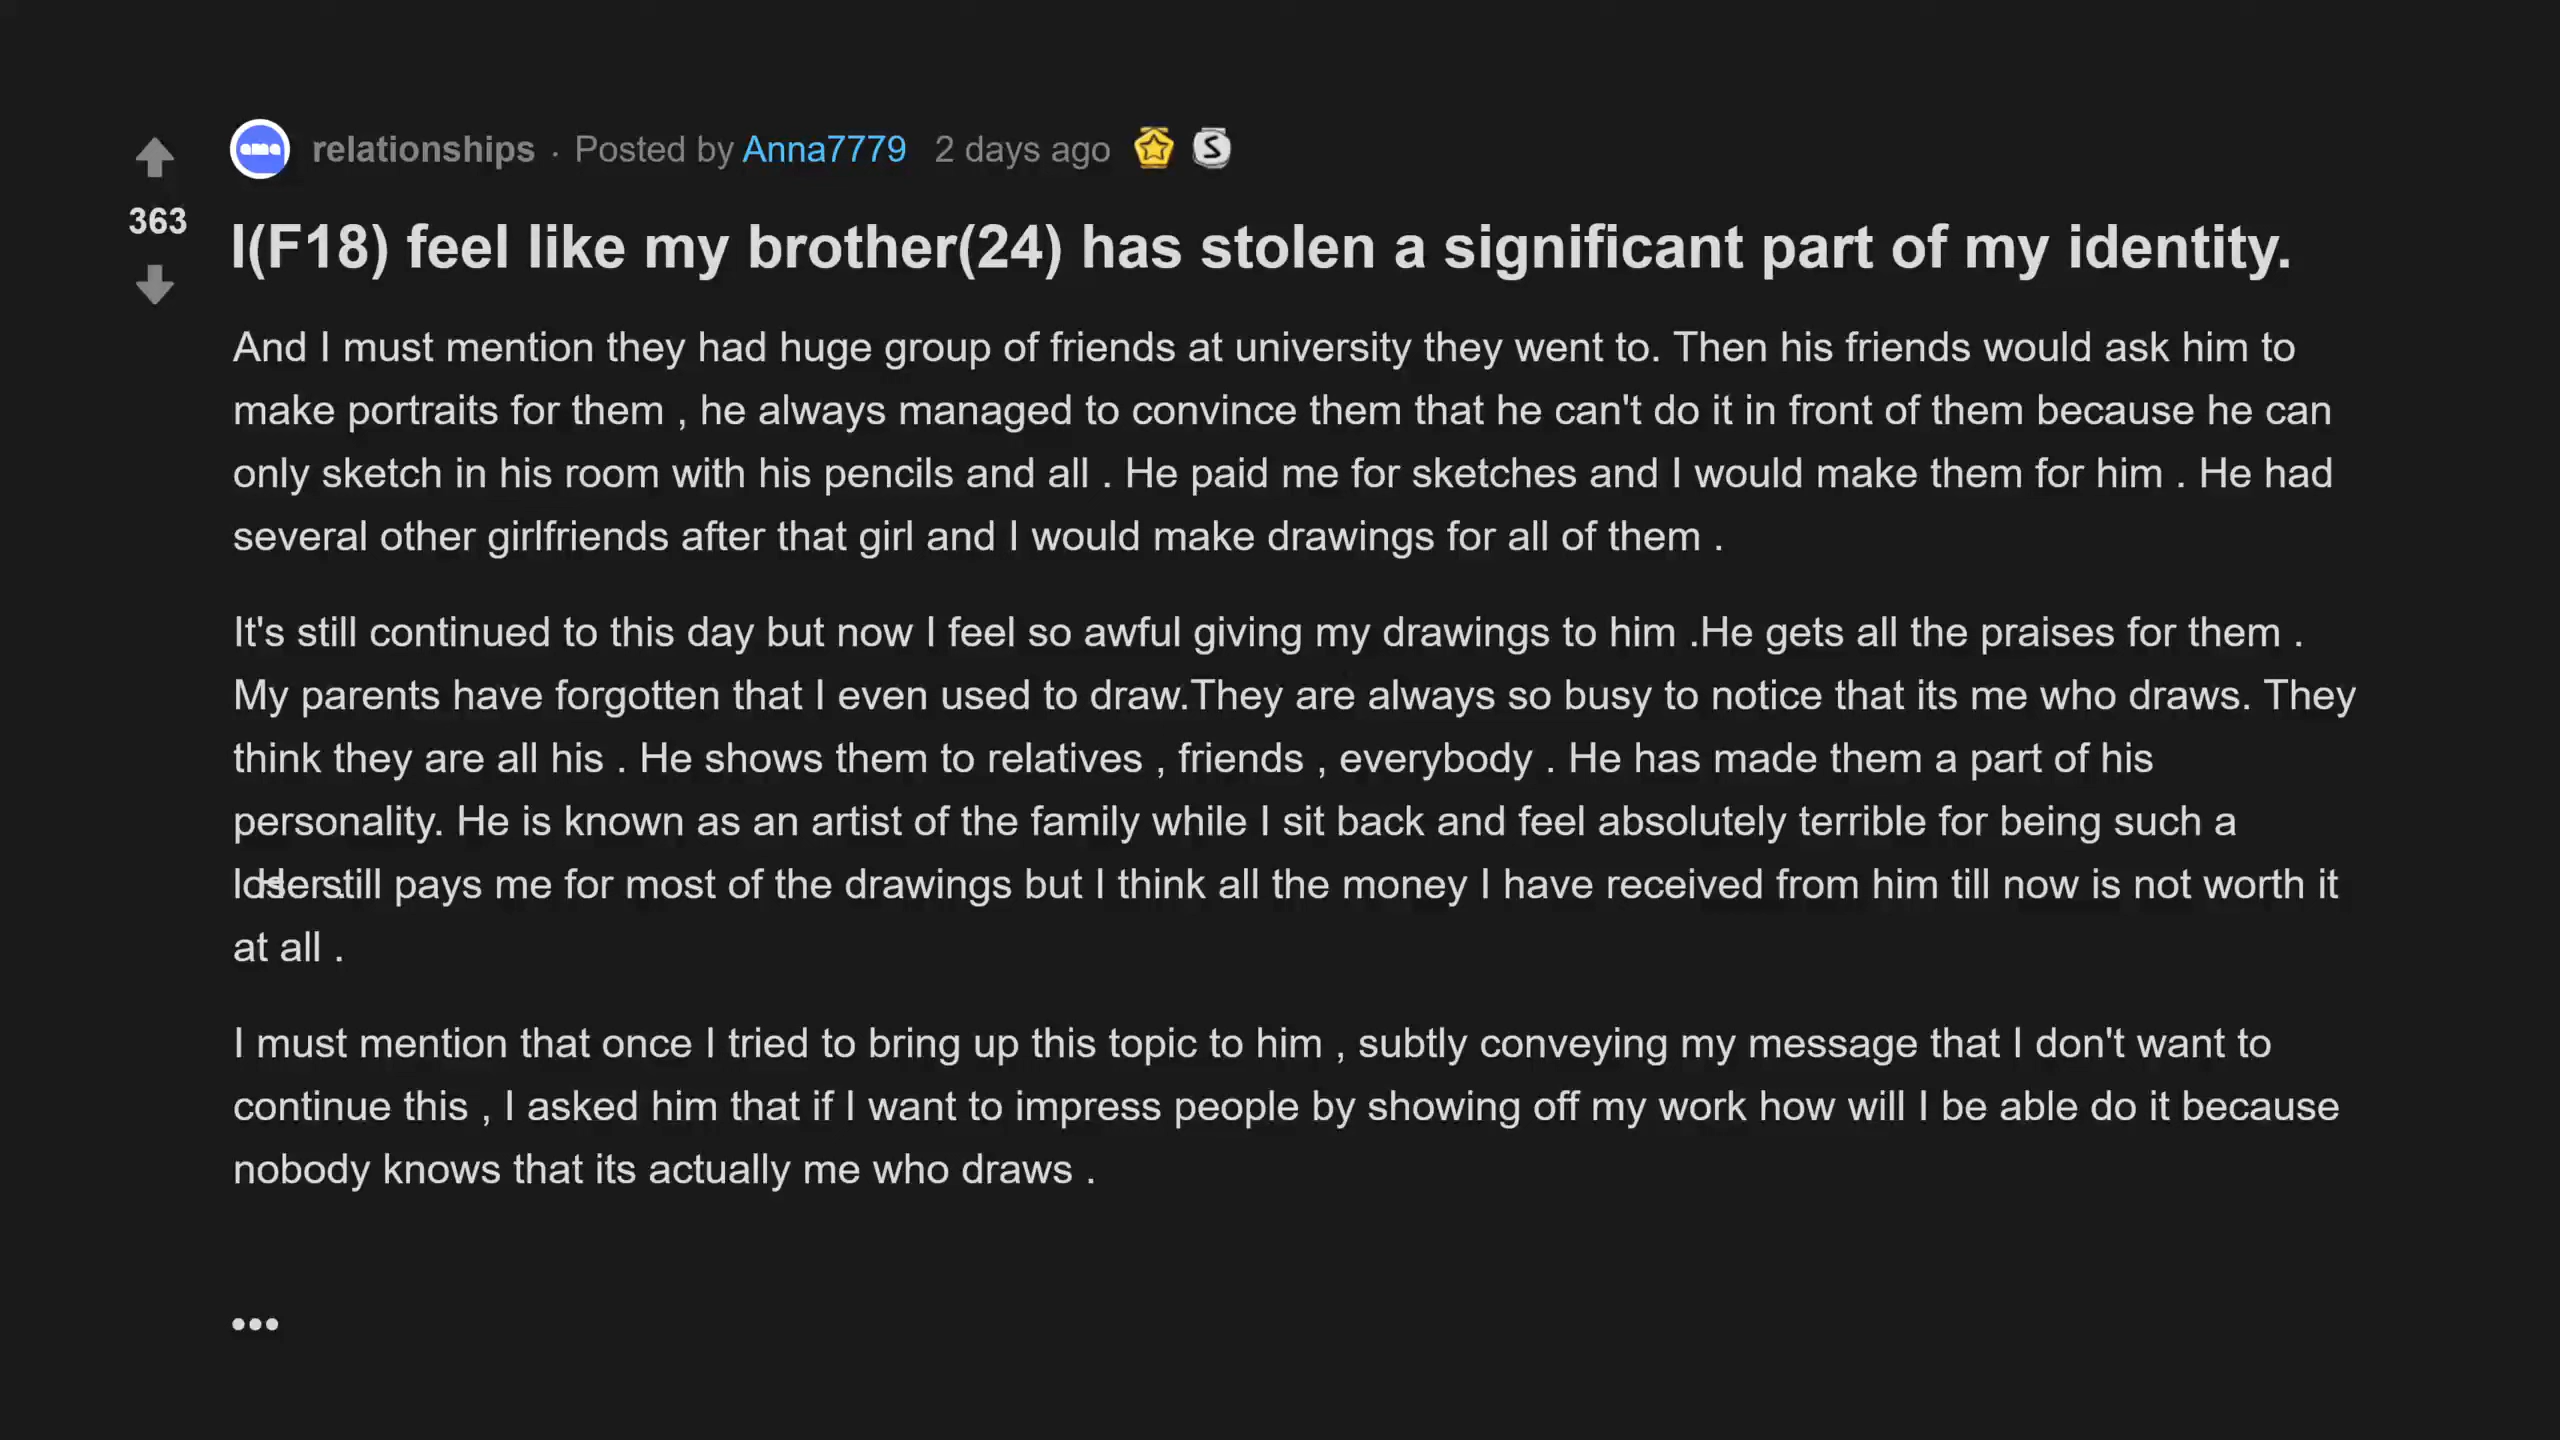 relationships · Posted by Anna7779 2 days ago
363
I(F18) feel like my brother(24) has stolen a significant part of my identity.
And I must mention they had huge group of friends at university they went to. Then his friends would ask him to
make portraits for them , he always managed to convince them that he can't do it in front of them because he can
only sketch in his room with his pencils and all . He paid me for sketches and I would make them for him . He had
several other girlfriends after that girl and I would make drawings for all of them .
It's still continued to this day but now I feel so awful giving my drawings to him .He gets all the praises for them .
My parents have forgotten that I even used to draw.They are always so busy to notice that its me who draws. They
think they are all his . He shows them to relatives , friends , everybody . He has made them a part of his
personality. He is known as an artist of the family while I sit back and feel absolutely terrible for being such a
loser. He still pays me for most of the drawings but I think all the money I have received from him till now is not worth it
at all .
I must mention that once I tried to bring up this topic to him , subtly conveying my message that I don't want to
continue this , I asked him that if I want to impress people by showing off my work how will I be able do it because
nobody knows that its actually me who draws .
•••